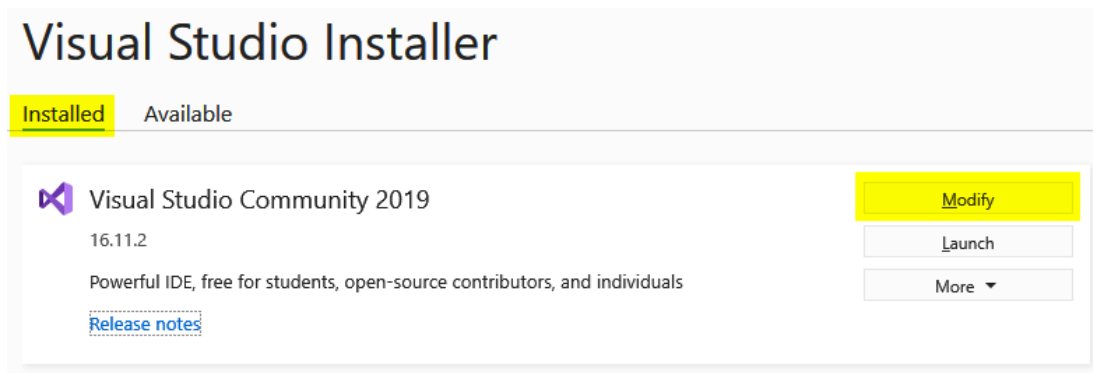 Visual Studio Installer
Installed Available
Visual Studio Community 2019 Modify
16.11.2 Launch
Powerful IDE, free for students, open-source contributors, and individuals More
Release notes